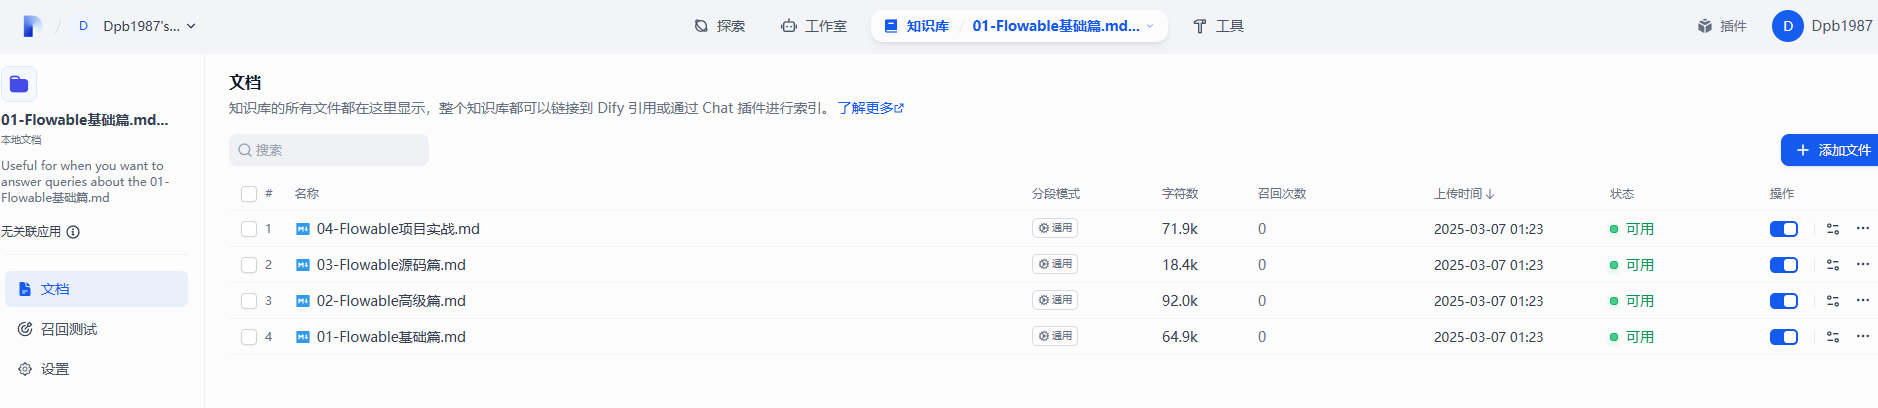 D Dpb1987's... 探索 工作室 知识库 / 01-Flowable基础篇.md... 工具 插件 D Dpb1987
01-Flowable基础篇.md...
本地文档
Useful for when you want to
answer queries about the 01-
Flowable基础篇.md
无关联应用
文档
召回测试
设置
文档
知识库的所有文件都在这里显示，整个知识库都可以链接到 Dify 引用或通过 Chat 插件进行索引。 了解更多
搜索
添加文件
# 名称 分段模式 字符数 召回次数 上传时间 状态 操作
1 04-Flowable项目实战.md 通用 71.9k 0 2025-03-07 01:23 可用
2 03-Flowable源码篇.md 通用 18.4k 0 2025-03-07 01:23 可用
3 02-Flowable高级篇.md 通用 92.0k 0 2025-03-07 01:23 可用
4 01-Flowable基础篇.md 通用 64.9k 0 2025-03-07 01:23 可用